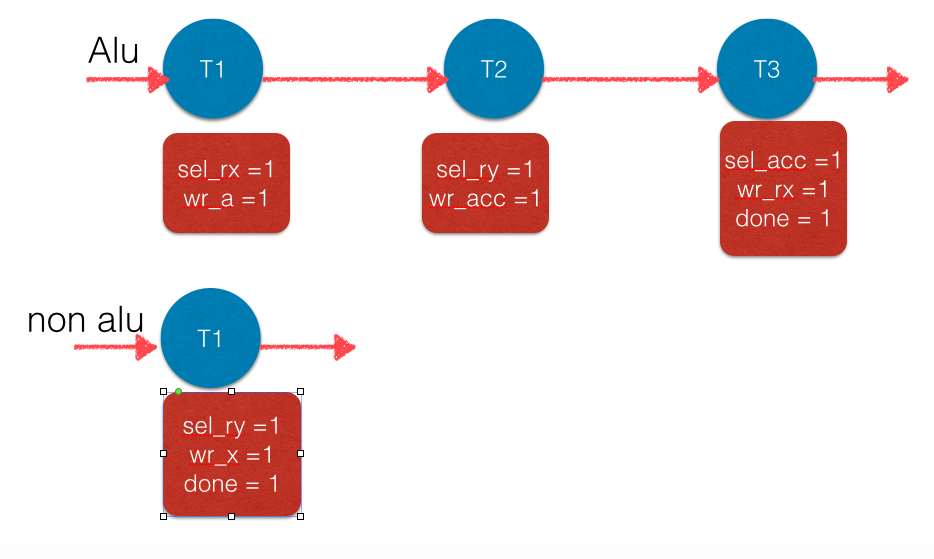 Alu
T1
T2
T3
sel_rx =1
wr_a =1
sel_ry =1
wr_acc =1
sel_acc =1
wr_rx =1
done = 1
non alu
T1
sel_ry =1
wr_x =1
done = 1